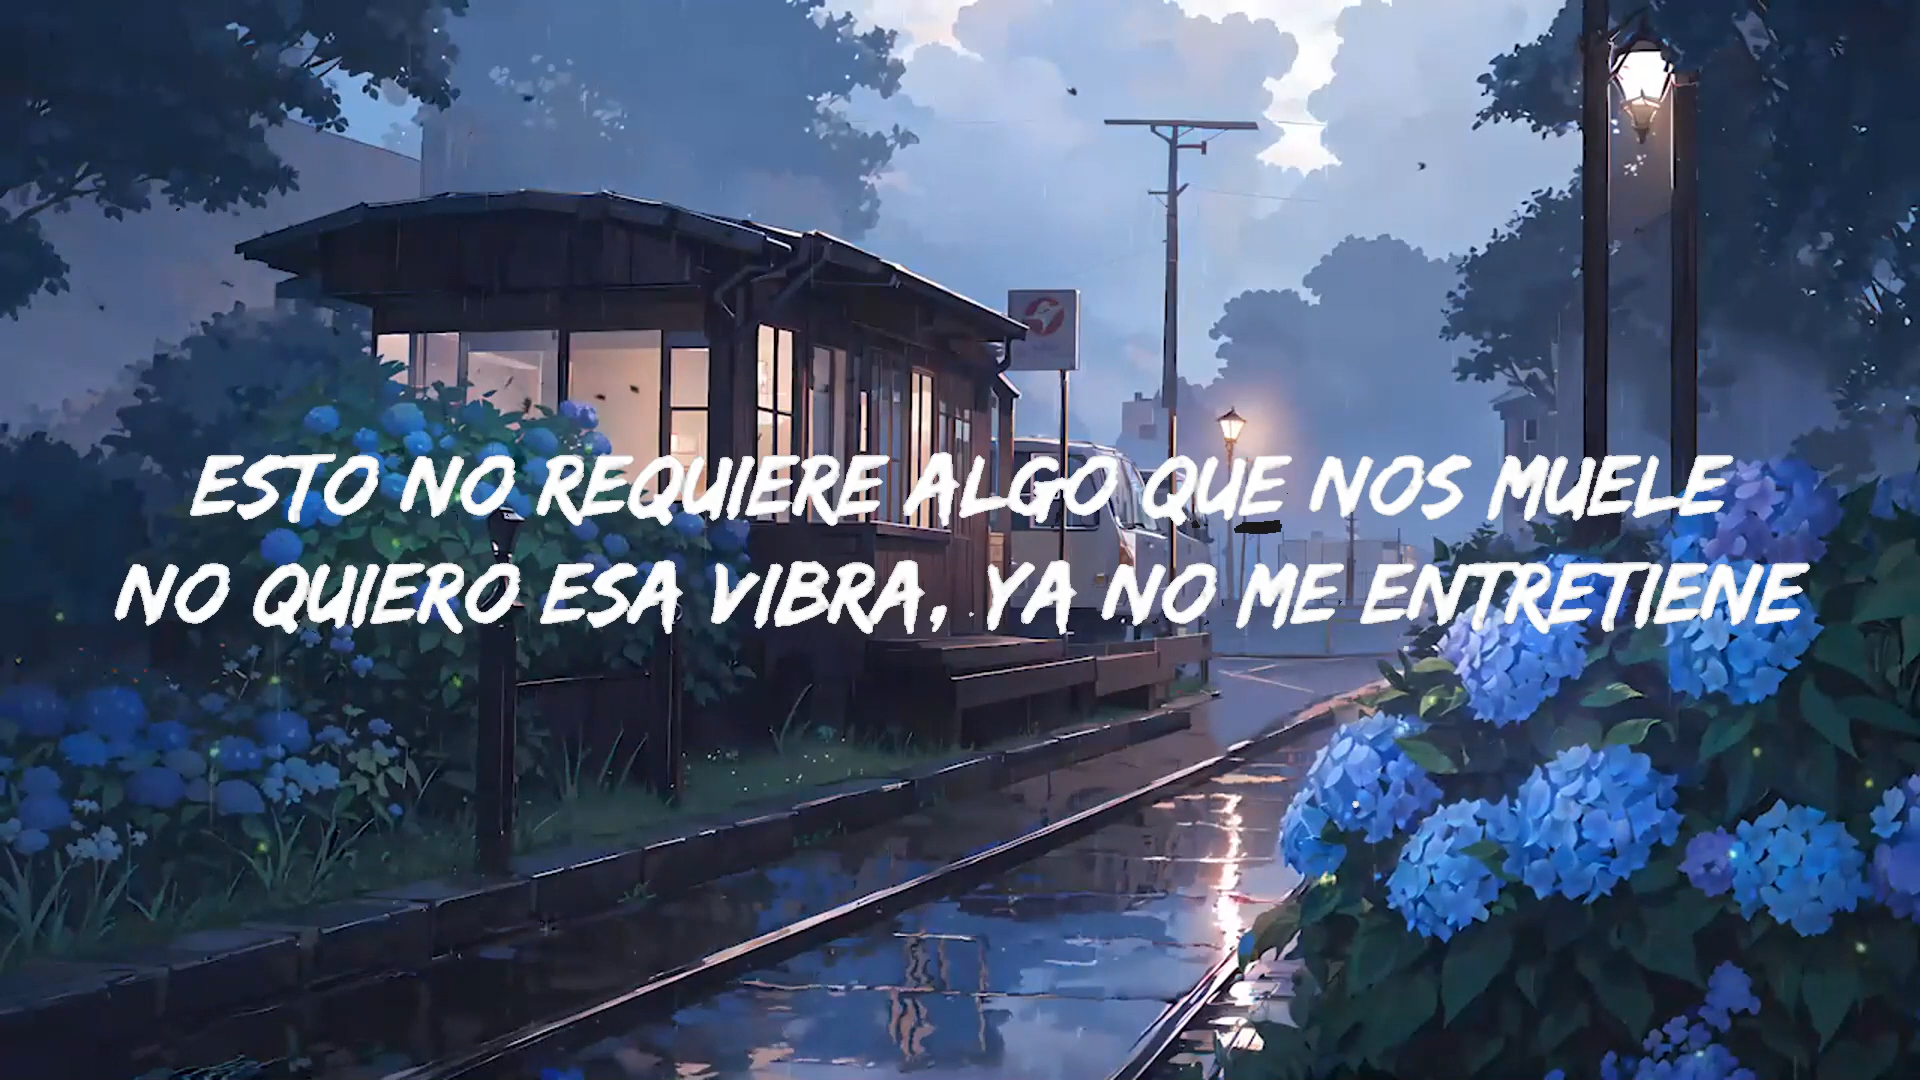 ESTO NO REQUIERE ALGO QUE NOS MUELE
NO QUIERO ESA VIBRA, YA NO ME ENTRETIENE